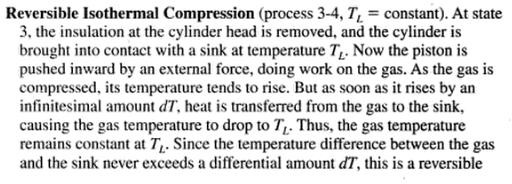 Reversible Isothermal Compression (process 3-4, T_L = constant). At state
3, the insulation at the cylinder head is removed, and the cylinder is
brought into contact with a sink at temperature T_L. Now the piston is
pushed inward by an external force, doing work on the gas. As the gas is
compressed, its temperature tends to rise. But as soon as it rises by an
infinitesimal amount dT, heat is transferred from the gas to the sink,
causing the gas temperature to drop to T_L. Thus, the gas temperature
remains constant at T_L. Since the temperature difference between the gas
and the sink never exceeds a differential amount dT, this is a reversible